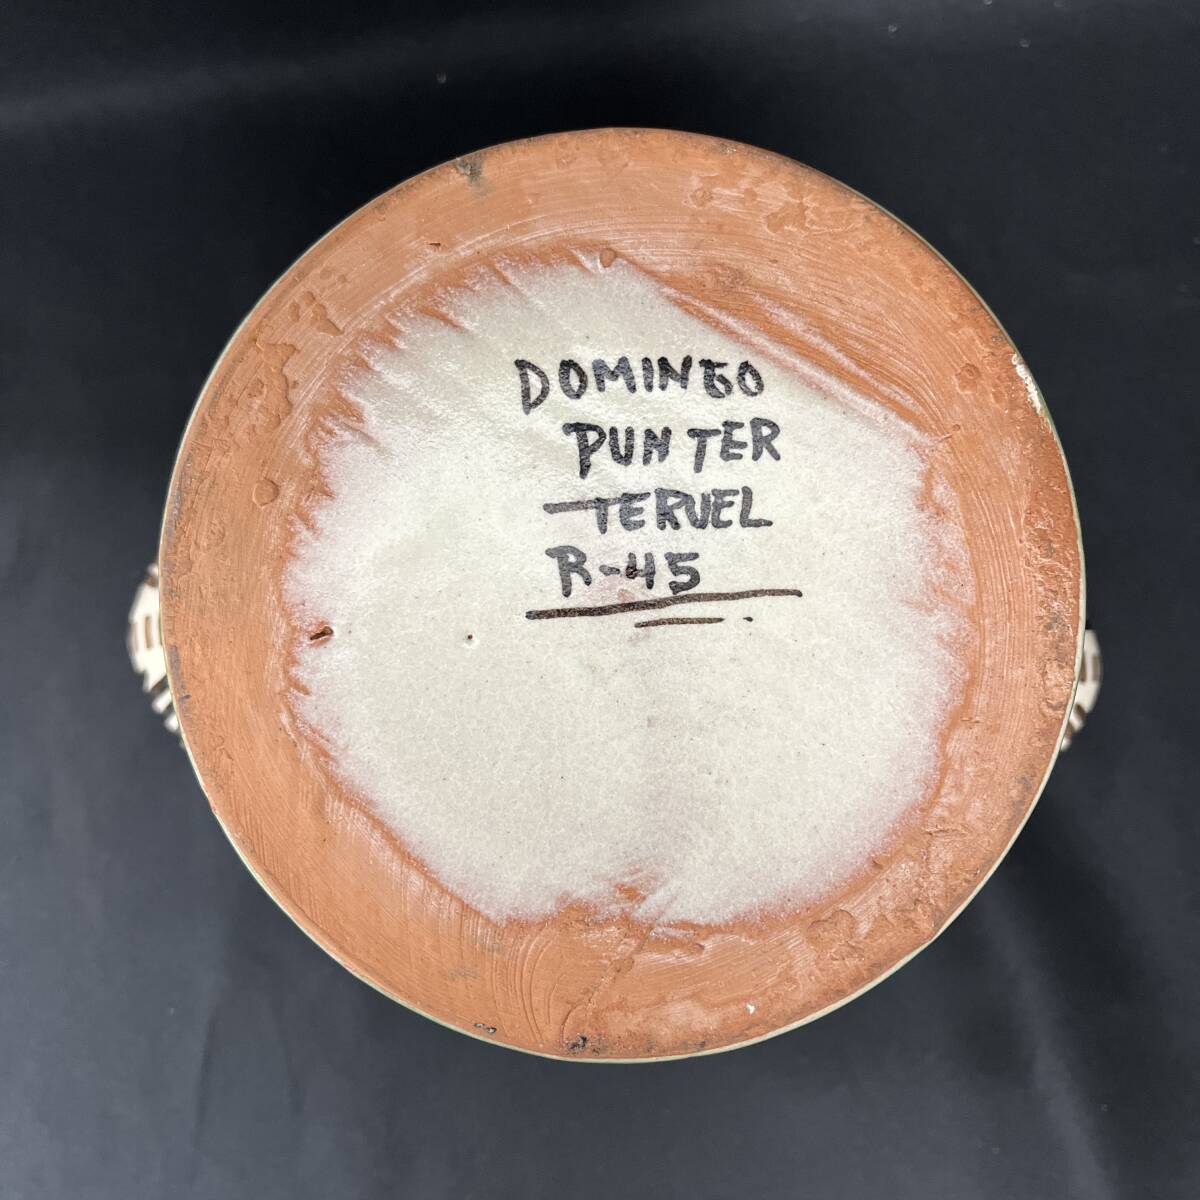 DOMINGO
PUNTER
-TERUEL
R-45